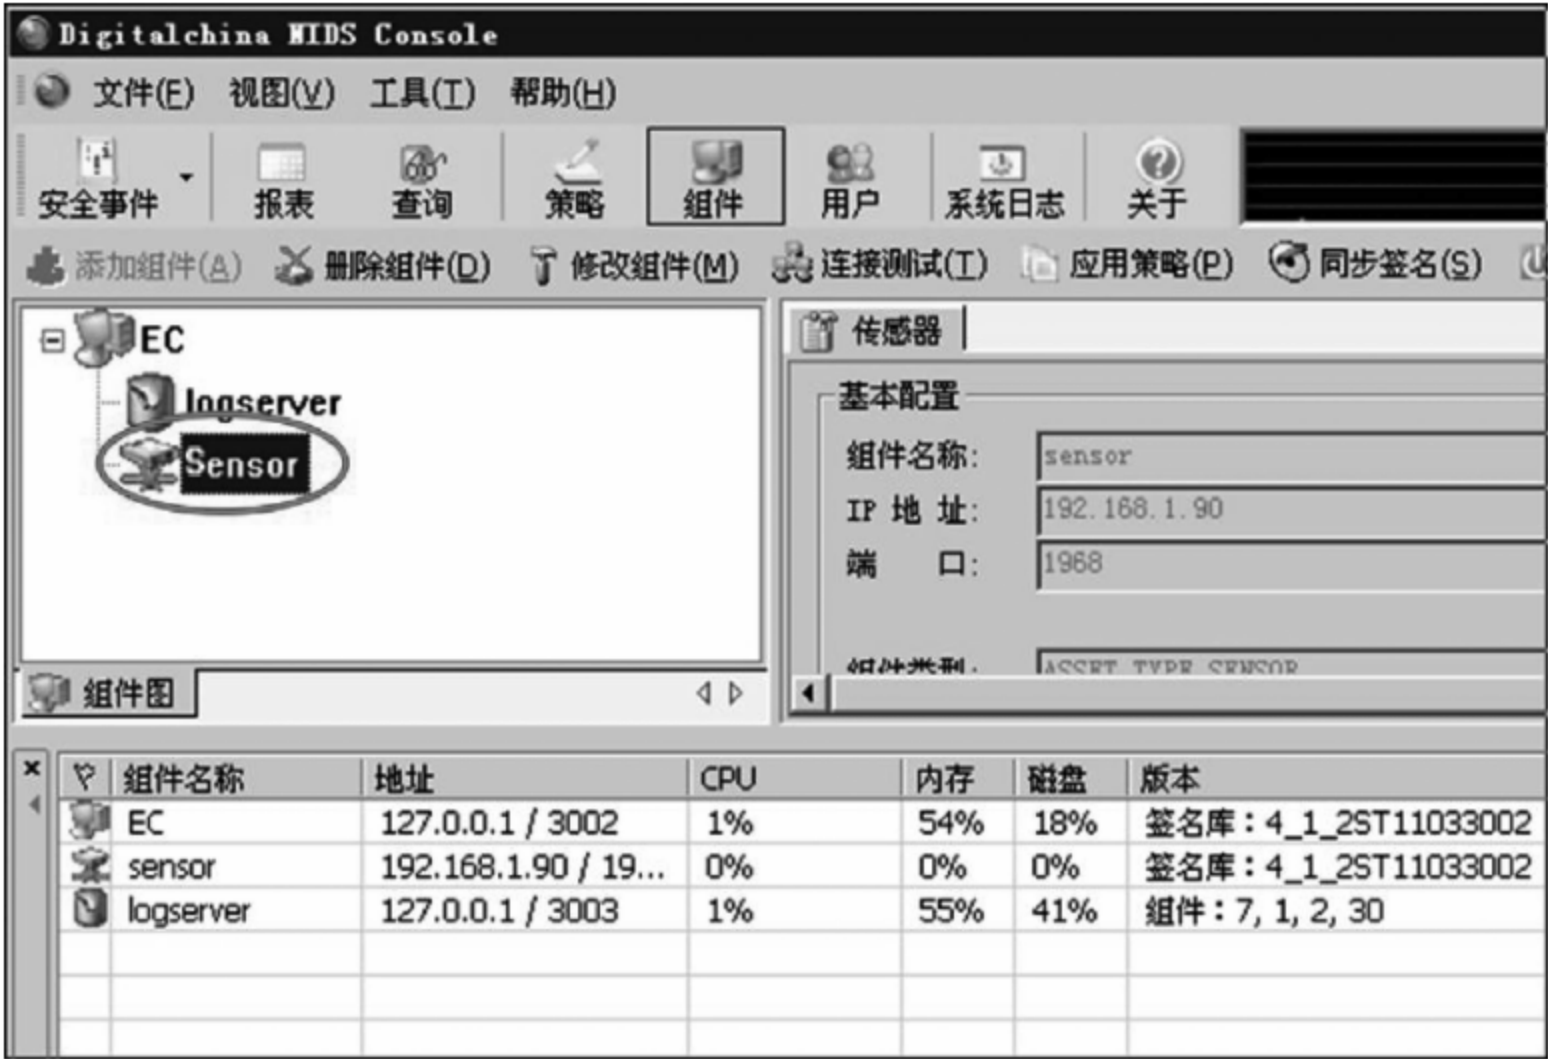 Digitalchina NIDS Console
文件(F) 视图(V) 工具(T) 帮助(H)
安全事件 报表 查询 策略 组件 用户 系统日志 关于
添加组件(A) 删除组件(D) 修改组件(M) 连接测试(T) 应用策略(P) 同步签名(S)
EC
logserver
Sensor
组件图
传感器
基本配置
组件名称: sensor
IP 地 址: 192.168.1.90
端 口: 1968
组件类型: ASSET_TYPE_SENSOR
组件名称 地址 CPU 内存 磁盘 版本
EC 127.0.0.1 / 3002 1% 54% 18% 签名库:4_1_2ST11033002
sensor 192.168.1.90 / 19... 0% 0% 0% 签名库:4_1_2ST11033002
logserver 127.0.0.1 / 3003 1% 55% 41% 组件:7, 1, 2, 30